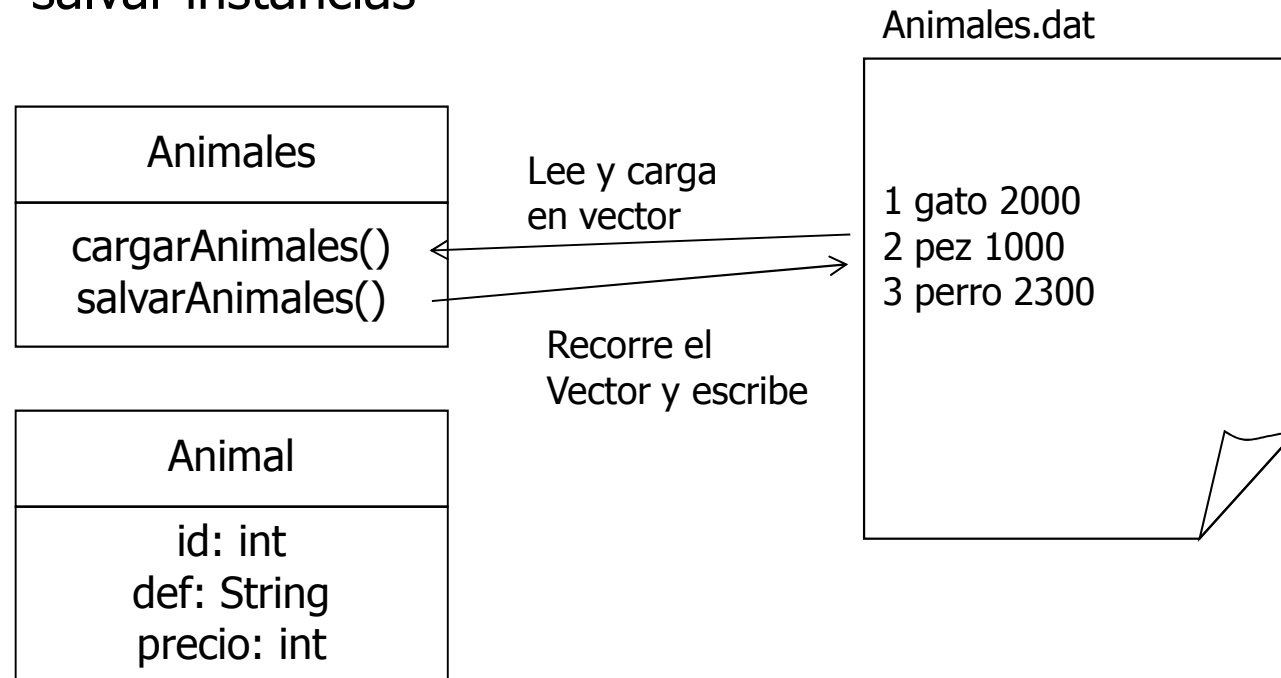 salvar instancias
Animales.dat
Animales
cargarAnimales()
salvarAnimales()
Lee y carga
en vector
Recorre el
Vector y escribe
1 gato 2000
2 pez 1000
3 perro 2300
Animal
id: int
def: String
precio: int